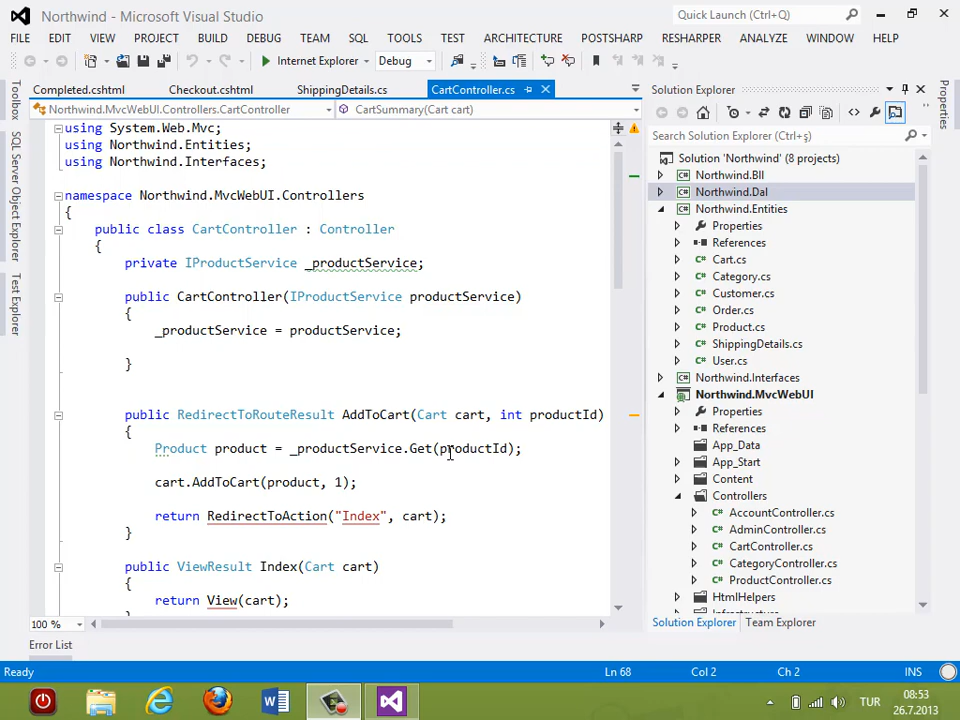 Northwind - Microsoft Visual Studio
Quick Launch (Ctrl+Q)
FILE EDIT VIEW PROJECT BUILD DEBUG TEAM SQL TOOLS TEST ARCHITECTURE POSTSHARP RESHARPER ANALYZE WINDOW HELP
Internet Explorer Debug
Completed.cshtml Checkout.cshtml ShippingDetails.cs CartController.cs
Northwind.MvcWebUI.Controllers.CartController CartSummary(Cart cart)
Toolbox
SQL Server Object Explorer
Test Explorer
using System.Web.Mvc;
using Northwind.Entities;
using Northwind.Interfaces;
namespace Northwind.MvcWebUI.Controllers
{
public class CartController : Controller
{
private IProductService _productService;
public CartController(IProductService productService)
{
_productService = productService;
}
public RedirectToRouteResult AddToCart(Cart cart, int productId)
{
Product product = _productService.Get(productId);
cart.AddToCart(product, 1);
return RedirectToAction("Index", cart);
}
public ViewResult Index(Cart cart)
{
return View(cart);
100 %
Error List
Solution Explorer
Search Solution Explorer (Ctrl+ş)
Solution 'Northwind' (8 projects)
Northwind.Bll
Northwind.Dal
Northwind.Entities
Properties
References
Cart.cs
Category.cs
Customer.cs
Order.cs
Product.cs
ShippingDetails.cs
User.cs
Northwind.Interfaces
Northwind.MvcWebUI
Properties
References
App_Data
App_Start
Content
Controllers
AccountController.cs
AdminController.cs
CartController.cs
CategoryController.cs
ProductController.cs
HtmlHelpers
Solution Explorer Team Explorer
Properties
Ready Ln 68 Col 2 Ch 2 INS
TUR
08:53
26.7.2013